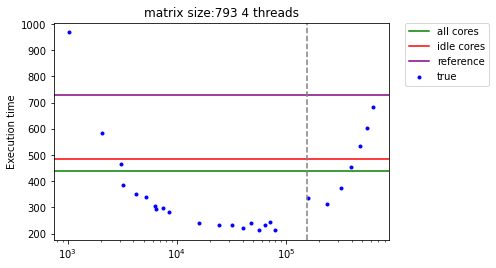 matrix size:793 4 threads
Execution time
1000
900
800
700
600
500
400
300
200
10³
10⁴
10⁵
all cores
idle cores
reference
true